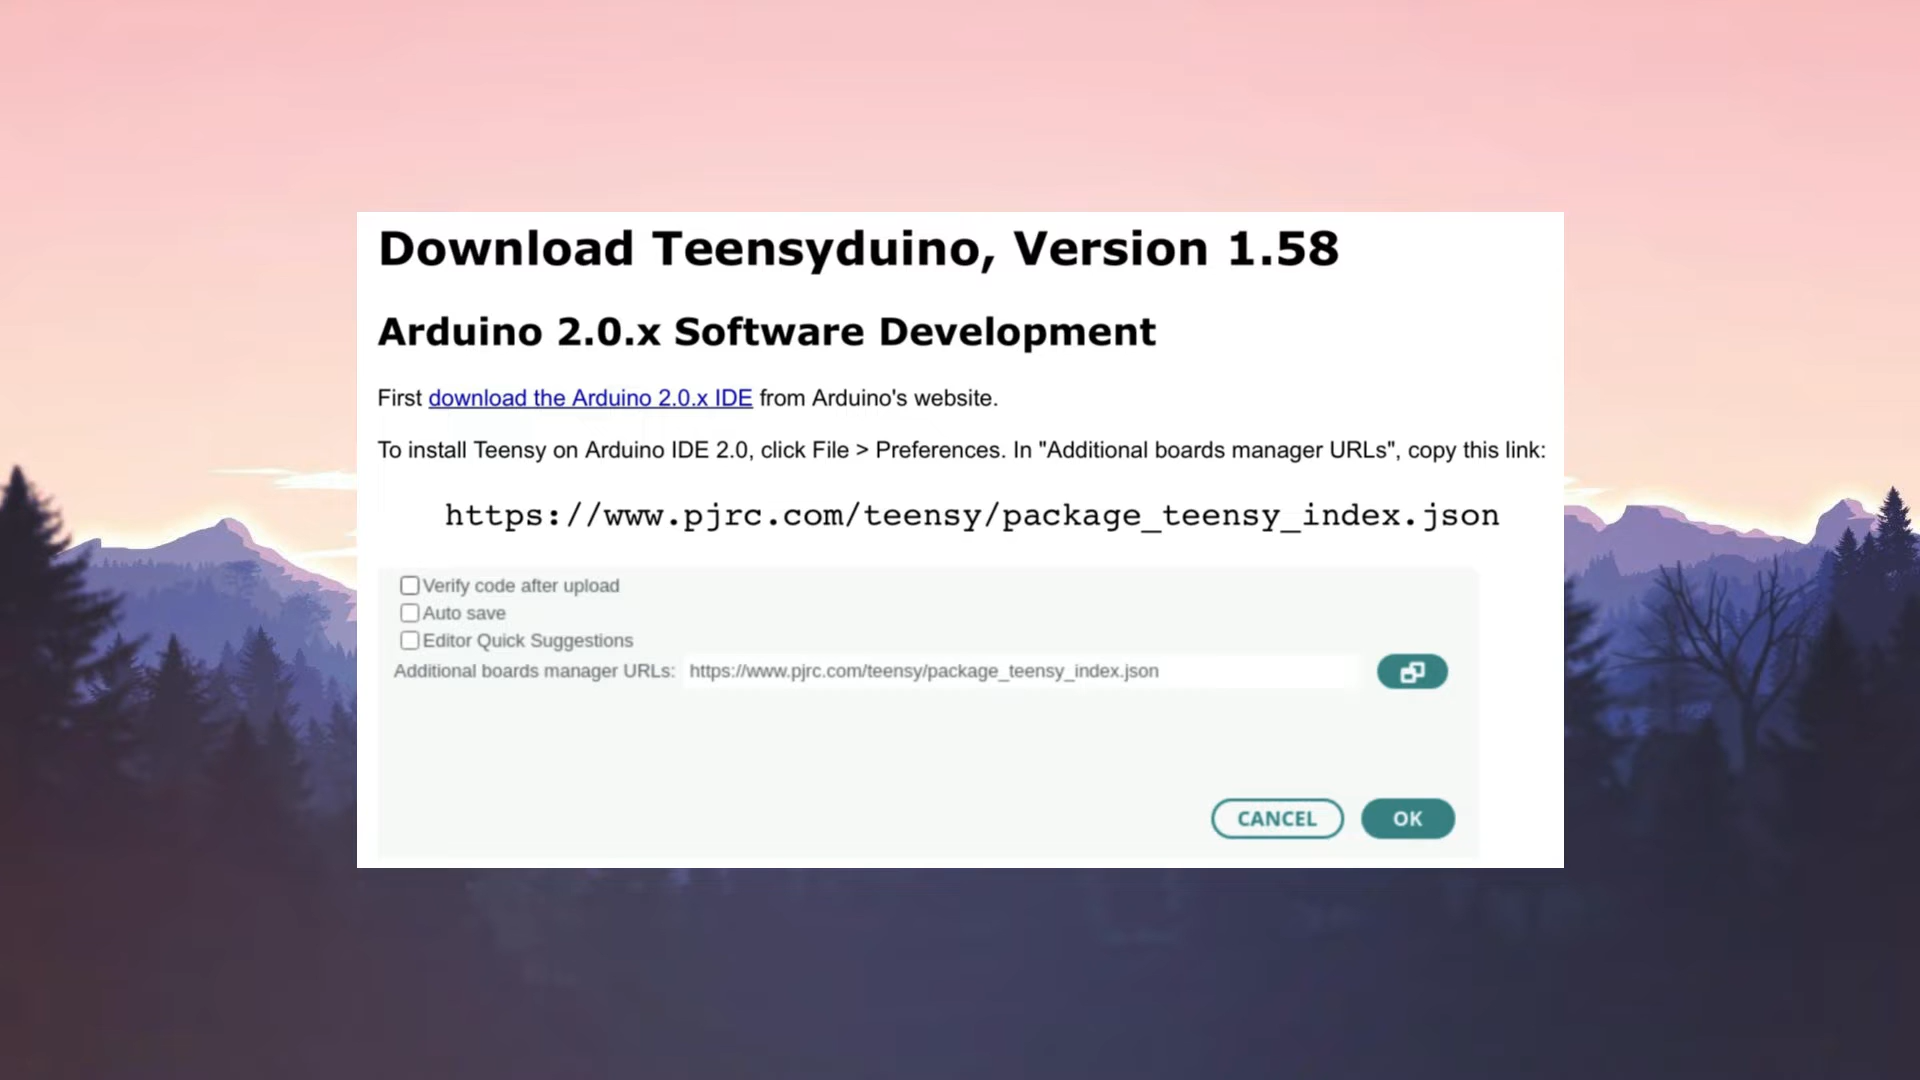 Download Teensyduino, Version 1.58
Arduino 2.0.x Software Development
First download the Arduino 2.0.x IDE from Arduino's website.
To install Teensy on Arduino IDE 2.0, click File > Preferences. In "Additional boards manager URLs", copy this link:
https://www.pjrc.com/teensy/package_teensy_index.json
Verify code after upload
Auto save
Editor Quick Suggestions
Additional boards manager URLs: https://www.pjrc.com/teensy/package_teensy_index.json
CANCEL OK